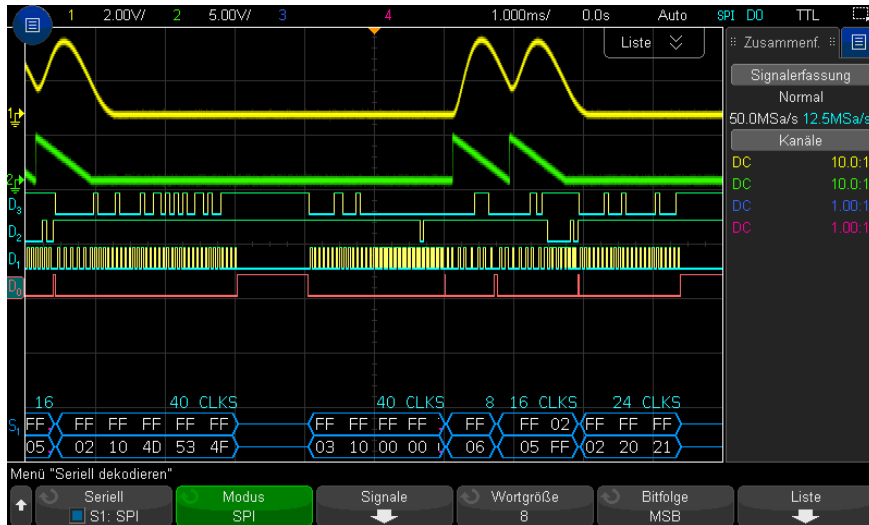 1 2.00V/ 2 5.00V/ 3 4 1.000ms/ 0.0s Auto SPI D0 TTL
Liste
Zusammenf.
Signalerfassung
Normal
50.0MSa/s 12.5MSa/s
Kanäle
DC 10.0:1
DC 10.0:1
DC 1.00:1
DC 1.00:1
1
2
D3
D2
D1
D0
16 40 CLKS 40 CLKS 8 16 CLKS 24 CLKS
S1 FF FF FF FF FF FF FF FF FF FF FF FF 02 FF FF FF
05 02 10 4D 53 4F 03 10 00 00 06 05 FF 02 20 21
Menü "Seriell dekodieren"
Seriell Modus Signale Wortgröße Bitfolge Liste
S1: SPI SPI 8 MSB